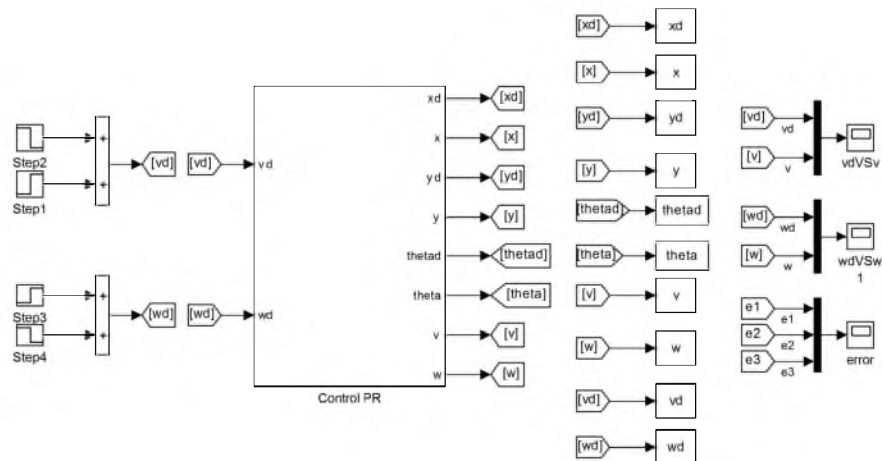 Step2
Step1
+
+
[vd]
[vd]
Step3
Step4
+
+
[wd]
[wd]
vd
wd
xd
x
yd
y
thetad
theta
v
w
Control PR
[xd]
[x]
[yd]
[y]
[thetad]
[theta]
[v]
[w]
[xd]
xd
[x]
x
[yd]
yd
[y]
y
[thetad]
thetad
[theta]
theta
[v]
v
[w]
w
[vd]
vd
[wd]
wd
[vd]
vd
[v]
v
vdVSv
[wd]
wd
[w]
w
wdVSw
1
e1
e1
e2
e2
e3
e3
error